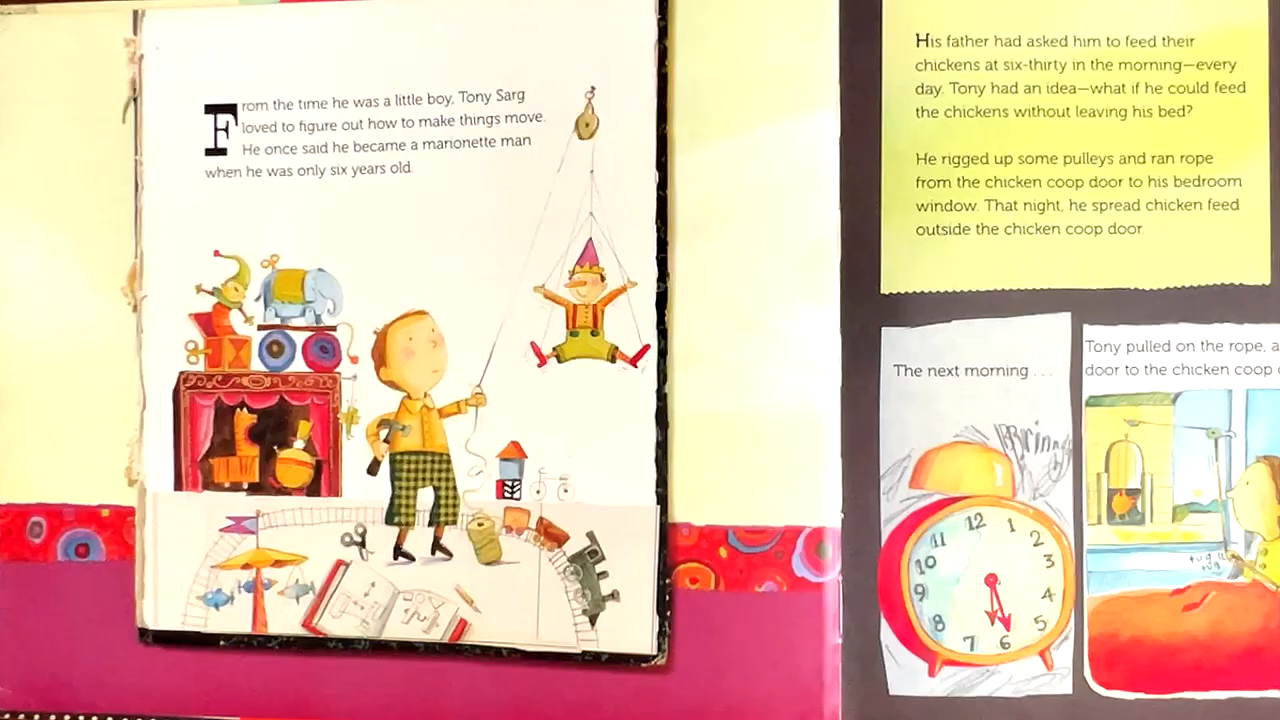 From the time he was a little boy, Tony Sarg
loved to figure out how to make things move.
He once said he became a marionette man
when he was only six years old.
His father had asked him to feed their
chickens at six-thirty in the morning—every
day. Tony had an idea—what if he could feed
the chickens without leaving his bed?
He rigged up some pulleys and ran rope
from the chicken coop door to his bedroom
window. That night, he spread chicken feed
outside the chicken coop door.
The next morning . . .
Brinng
12
1
2
3
4
5
6
7
8
9
10
11
Tony pulled on the rope, a
door to the chicken coop
tug
tug